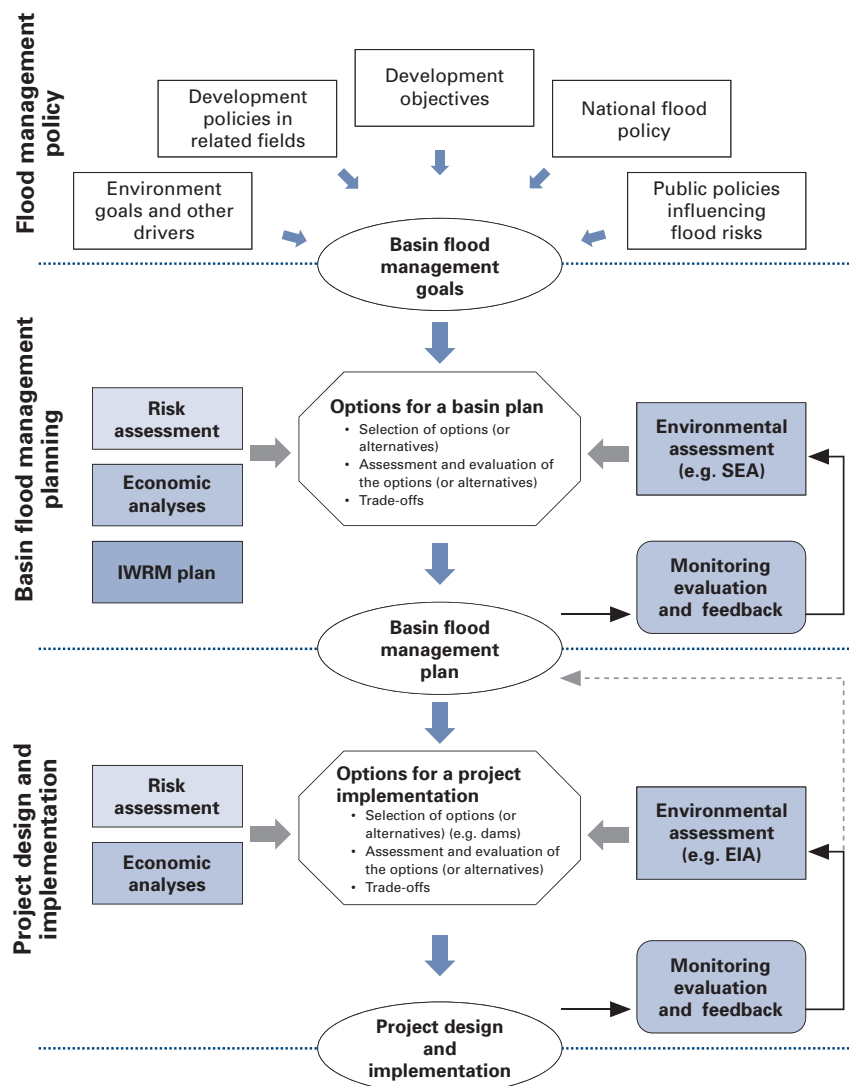 Flood management
policy
Development
objectives
Development
policies in
related fields
National flood
policy
Environment
goals and other
drivers
Public policies
influencing
flood risks
Basin flood
management
goals
Basin flood management
planning
Risk
assessment
Economic
analyses
IWRM plan
Options for a basin plan
• Selection of options (or
alternatives)
• Assessment and evaluation of
the options (or alternatives)
• Trade-offs
Environmental
assessment
(e.g. SEA)
Monitoring
evaluation
and feedback
Basin flood
management
plan
Project design and
implementation
Risk
assessment
Economic
analyses
Options for a project
implementation
• Selection of options (or
alternatives) (e.g. dams)
• Assessment and evaluation of
the options (or alternatives)
• Trade-offs
Environmental
assessment
(e.g. EIA)
Monitoring
evaluation
and feedback
Project design
and
implementation